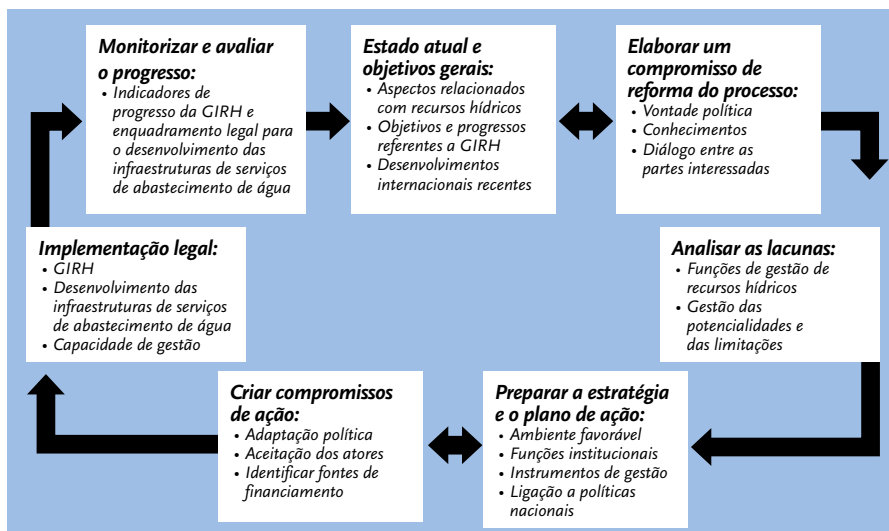 Monitorizar e avaliar
o progresso:
• Indicadores de
progresso da GIRH e
enquadramento legal para
o desenvolvimento das
infraestruturas de serviços
de abastecimento de água
Estado atual e
objetivos gerais:
• Aspectos relacionados
com recursos hídricos
• Objetivos e progressos
referentes a GIRH
• Desenvolvimentos
internacionais recentes
Elaborar um
compromisso de
reforma do processo:
• Vontade política
• Conhecimentos
• Diálogo entre as
partes interessadas
Implementação legal:
• GIRH
• Desenvolvimento das
infraestruturas de serviços
de abastecimento de água
• Capacidade de gestão
Analisar as lacunas:
• Funções de gestão de
recursos hídricos
• Gestão das
potencialidades e
das limitações
Criar compromissos
de ação:
• Adaptação política
• Aceitação dos atores
• Identificar fontes de
financiamento
Preparar a estratégia
e o plano de ação:
• Ambiente favorável
• Funções institucionais
• Instrumentos de gestão
• Ligação a políticas
nacionais